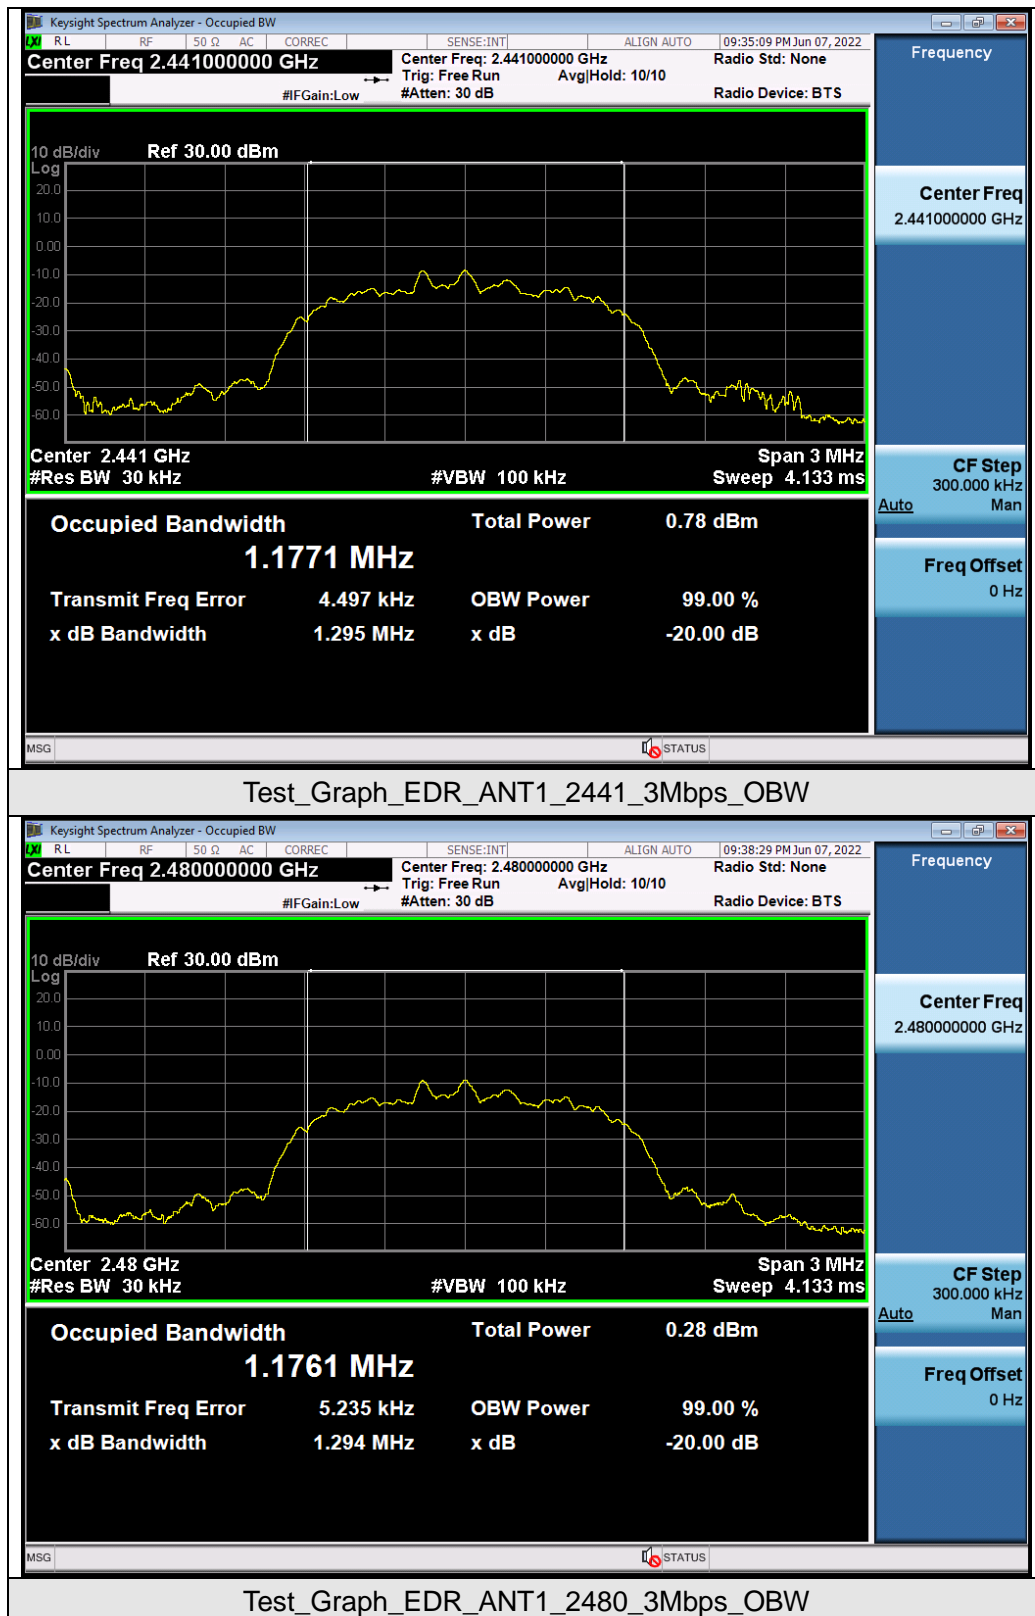 Keysight Spectrum Analyzer - Occupied BW
LXI RL RF 50 Ω AC CORREC SENSE:INT ALIGN AUTO 09:35:09 PM Jun 07, 2022
Center Freq 2.441000000 GHz
Center Freq: 2.441000000 GHz
Radio Std: None
Trig: Free Run Avg|Hold: 10/10
#IFGain:Low
#Atten: 30 dB
Radio Device: BTS
Frequency
10 dB/div Ref 30.00 dBm
Log
20.0
10.0
0.00
-10.0
-20.0
-30.0
-40.0
-50.0
-60.0
Center 2.441 GHz Span 3 MHz
#Res BW 30 kHz #VBW 100 kHz Sweep 4.133 ms
Center Freq
2.441000000 GHz
CF Step
300.000 kHz
Auto Man
Freq Offset
0 Hz
Occupied Bandwidth Total Power 0.78 dBm
1.1771 MHz
Transmit Freq Error 4.497 kHz OBW Power 99.00 %
x dB Bandwidth 1.295 MHz x dB -20.00 dB
MSG STATUS
Test_Graph_EDR_ANT1_2441_3Mbps_OBW
Keysight Spectrum Analyzer - Occupied BW
LXI RL RF 50 Ω AC CORREC SENSE:INT ALIGN AUTO 09:38:29 PM Jun 07, 2022
Center Freq 2.480000000 GHz
Center Freq: 2.480000000 GHz
Radio Std: None
Trig: Free Run Avg|Hold: 10/10
#IFGain:Low
#Atten: 30 dB
Radio Device: BTS
Frequency
10 dB/div Ref 30.00 dBm
Log
20.0
10.0
0.00
-10.0
-20.0
-30.0
-40.0
-50.0
-60.0
Center 2.48 GHz Span 3 MHz
#Res BW 30 kHz #VBW 100 kHz Sweep 4.133 ms
Center Freq
2.480000000 GHz
CF Step
300.000 kHz
Auto Man
Freq Offset
0 Hz
Occupied Bandwidth Total Power 0.28 dBm
1.1761 MHz
Transmit Freq Error 5.235 kHz OBW Power 99.00 %
x dB Bandwidth 1.294 MHz x dB -20.00 dB
MSG STATUS
Test_Graph_EDR_ANT1_2480_3Mbps_OBW